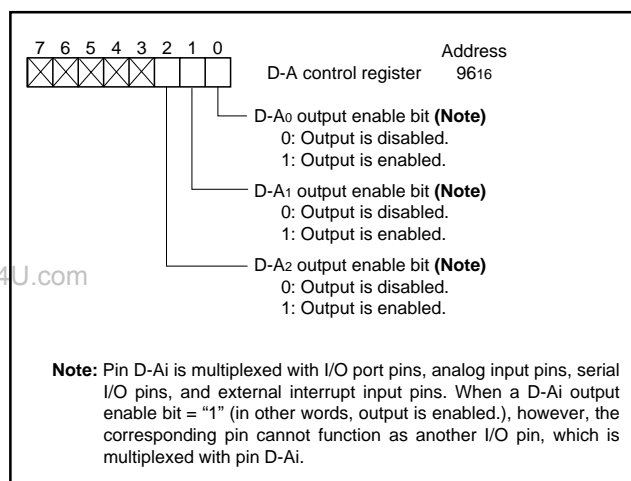 7 6 5 4 3 2 1 0
Address
D-A control register 9616
D-A0 output enable bit (Note)
0: Output is disabled.
1: Output is enabled.
D-A1 output enable bit (Note)
0: Output is disabled.
1: Output is enabled.
D-A2 output enable bit (Note)
4U.com
0: Output is disabled.
1: Output is enabled.
Note: Pin D-Ai is multiplexed with I/O port pins, analog input pins, serial
I/O pins, and external interrupt input pins. When a D-Ai output
enable bit = “1” (in other words, output is enabled.), however, the
corresponding pin cannot function as another I/O pin, which is
multiplexed with pin D-Ai.